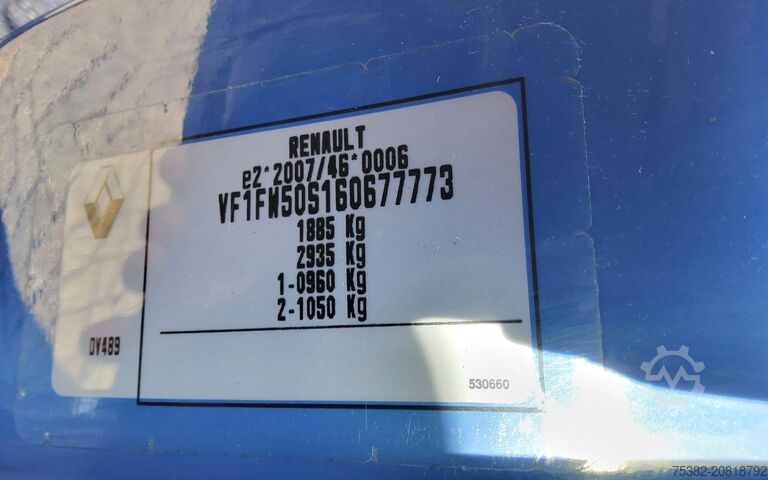 RENAULT
e2*2007/46*0006
VF1FW50S160677773
1885 Kg
2935 Kg
1-0960 Kg
2-1050 Kg
DV489
530660
75382-20818792